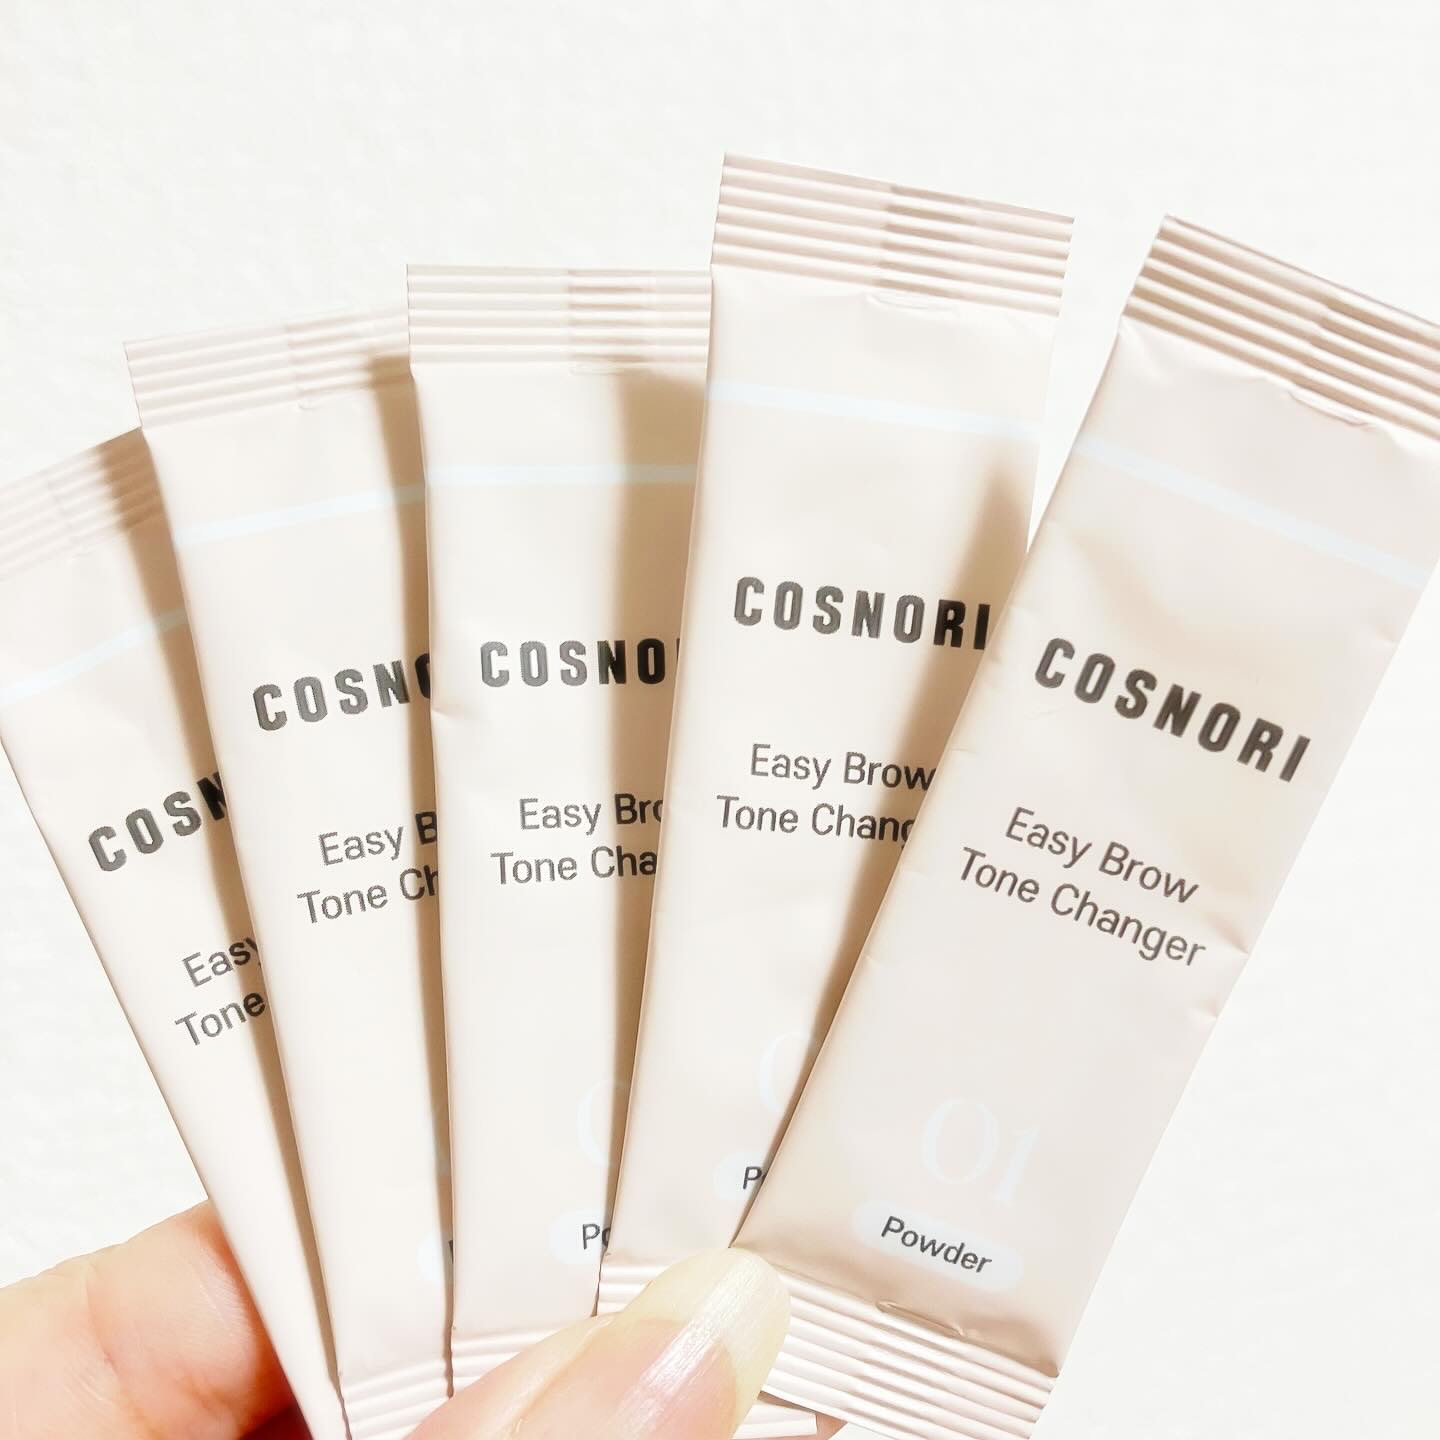 COSN
Easy
Tone
COSNO
Easy B
Tone Ch
COSNO
Easy Bro
Tone Cha
Po
COSNORI
Easy Brow
Tone Chang
P
COSNORI
Easy Brow
Tone Changer
01
Powder